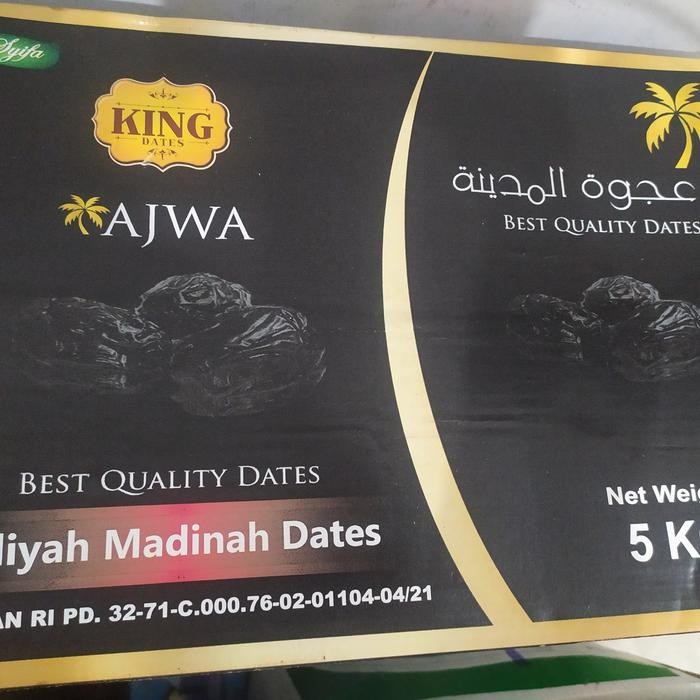 Syifa
KING
DATES
AJWA
BEST QUALITY DATES
liyah Madinah Dates
AN RI PD. 32-71-C.000.76-02-01104-04/21
عجوة المدينة
BEST QUALITY DATES
Net Wei
5 K